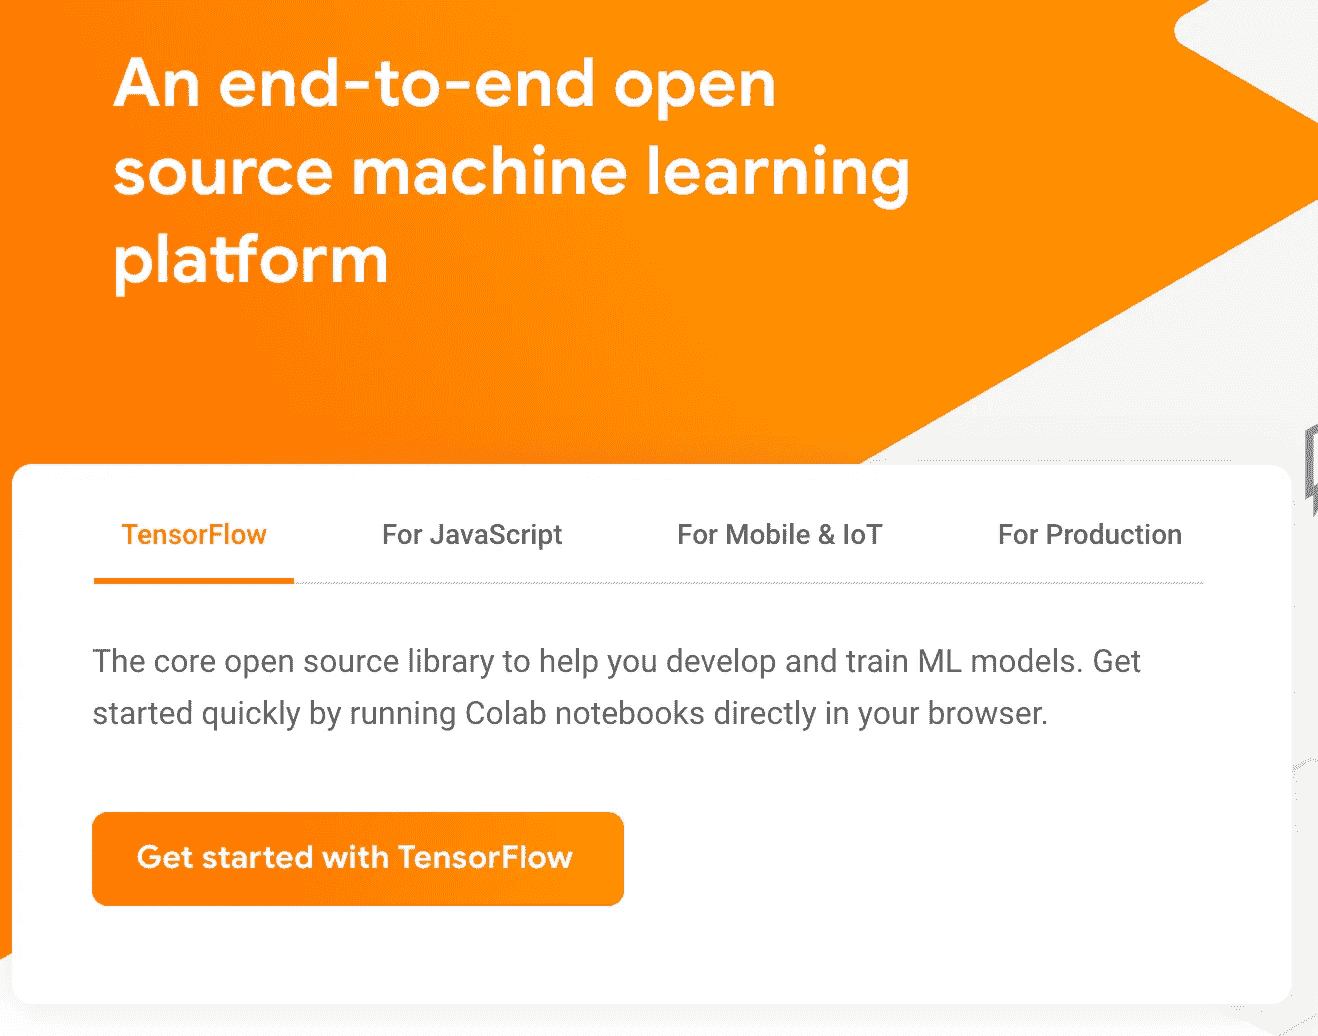 An end-to-end open
source machine learning
platform
TensorFlow
For JavaScript
For Mobile & IoT
For Production
The core open source library to help you develop and train ML models. Get
started quickly by running Colab notebooks directly in your browser.
Get started with TensorFlow